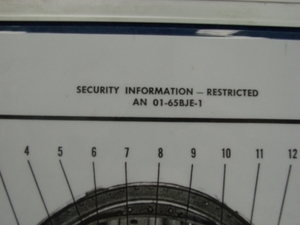 SECURITY INFORMATION — RESTRICTED
AN 01-65BJE-1
4 5 6 7 8 9 10 11 12